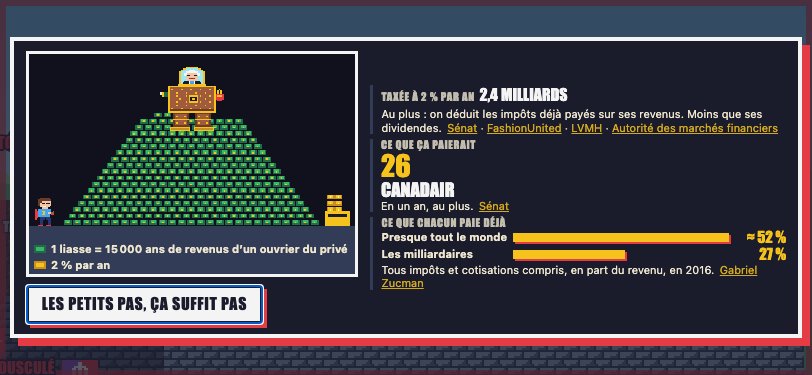 TAXÉE À 2 % PAR AN 2,4 MILLIARDS
Au plus : on déduit les impôts déjà payés sur ses revenus. Moins que ses
dividendes. Sénat · FashionUnited · LVMH · Autorité des marchés financiers
CE QUE ÇA PAIERAIT
26
CANADAIR
En un an, au plus. Sénat
CE QUE CHACUN PAIE DÉJÀ
Presque tout le monde ≈ 52 %
Les milliardaires 27 %
Tous impôts et cotisations compris, en part du revenu, en 2016. Gabriel
Zucman
1 liasse = 15 000 ans de revenus d'un ouvrier du privé
2 % par an
LES PETITS PAS, ÇA SUFFIT PAS